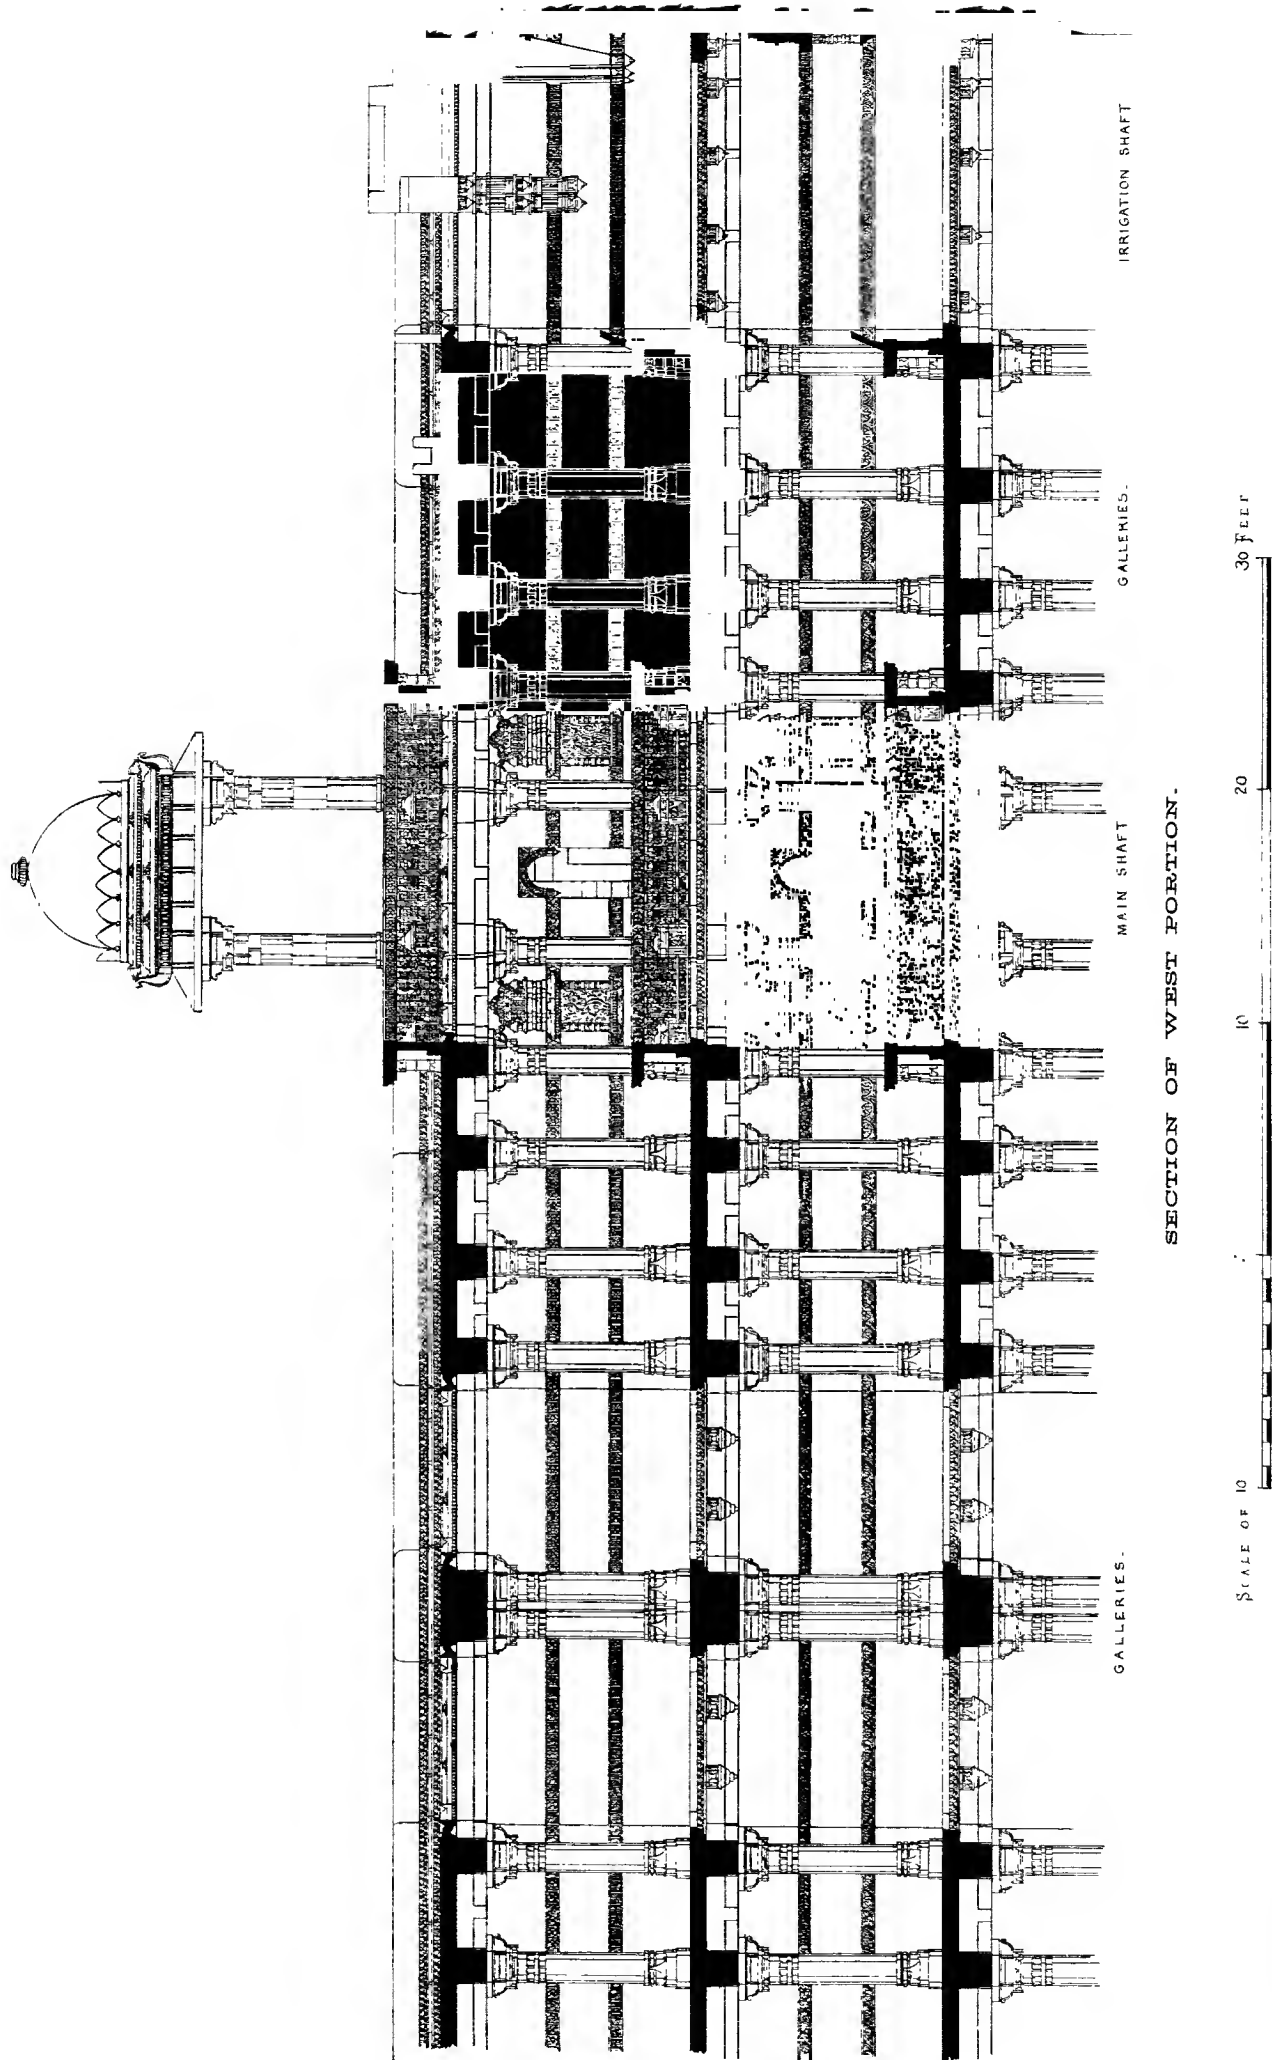 GALLERIES.
MAIN SHAFT
GALLERIES.
IRRIGATION SHAFT
SECTION OF WEST PORTION.
SCALE OF 10 10 20 30 FEET